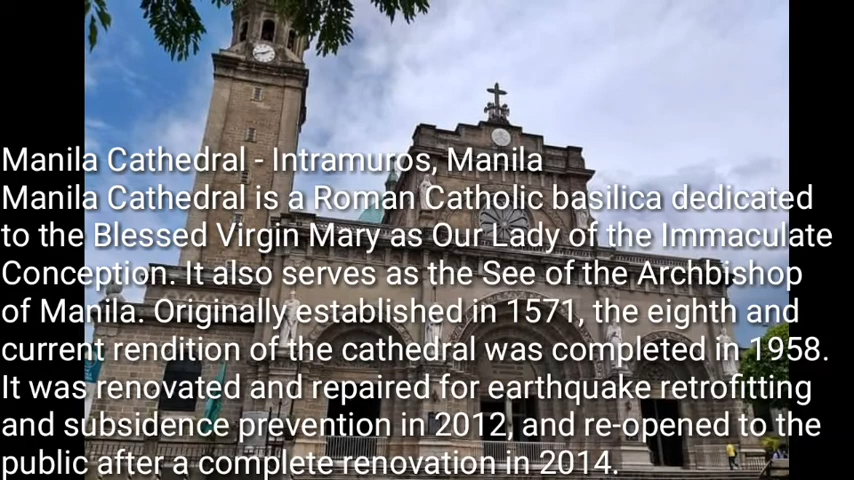 Manila Cathedral - Intramuros, Manila
Manila Cathedral is a Roman Catholic basilica dedicated
to the Blessed Virgin Mary as Our Lady of the Immaculate
Conception. It also serves as the See of the Archbishop
of Manila. Originally established in 1571, the eighth and
current rendition of the cathedral was completed in 1958.
It was renovated and repaired for earthquake retrofitting
and subsidence prevention in 2012, and re-opened to the
public after a complete renovation in 2014.